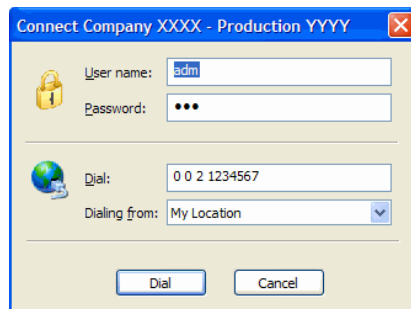 Connect Company XXXX - Production YYYY
User name: adm
Password: •••
Dial: 0 0 2 1234567
Dialing from: My Location
Dial Cancel